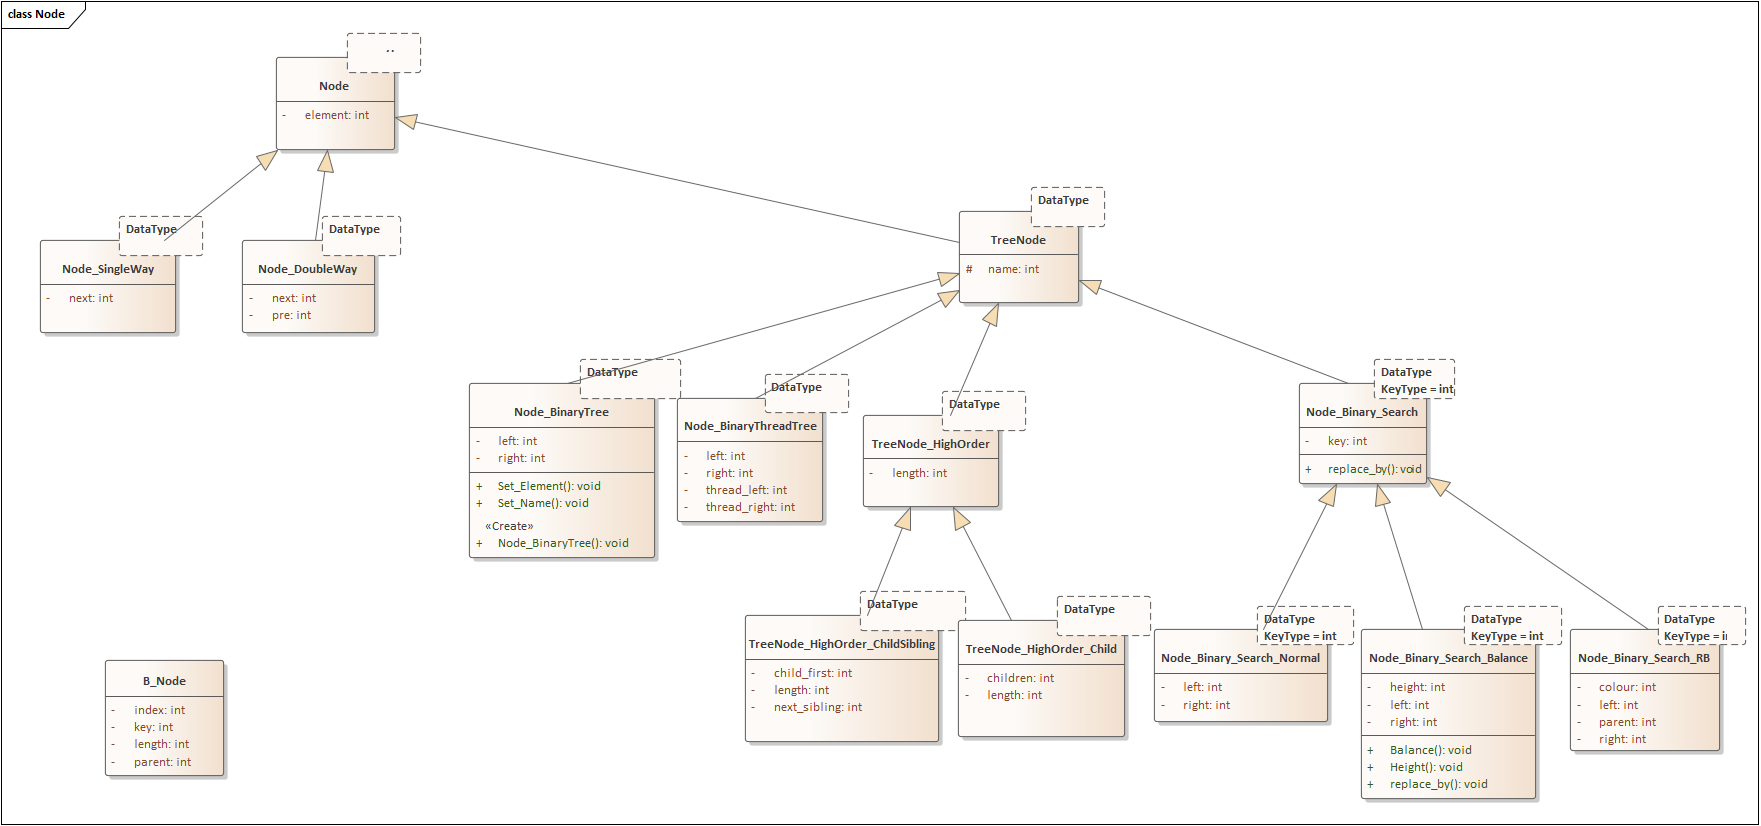 class Node
..
Node
- element: int
DataType
Node_SingleWay
- next: int
DataType
Node_DoubleWay
- next: int
- pre: int
DataType
TreeNode
# name: int
DataType
Node_BinaryTree
- left: int
- right: int
+ Set_Element(): void
+ Set_Name(): void
«Create»
+ Node_BinaryTree(): void
DataType
Node_BinaryThreadTree
- left: int
- right: int
- thread_left: int
- thread_right: int
DataType
TreeNode_HighOrder
- length: int
DataType
KeyType = int
Node_Binary_Search
- key: int
+ replace_by(): void
DataType
TreeNode_HighOrder_ChildSibling
- child_first: int
- length: int
- next_sibling: int
DataType
TreeNode_HighOrder_Child
- children: int
- length: int
DataType
KeyType = int
Node_Binary_Search_Normal
- left: int
- right: int
DataType
KeyType = int
Node_Binary_Search_Balance
- height: int
- left: int
- right: int
+ Balance(): void
+ Height(): void
+ replace_by(): void
DataType
KeyType = i
Node_Binary_Search_RB
- colour: int
- left: int
- parent: int
- right: int
B_Node
- index: int
- key: int
- length: int
- parent: int